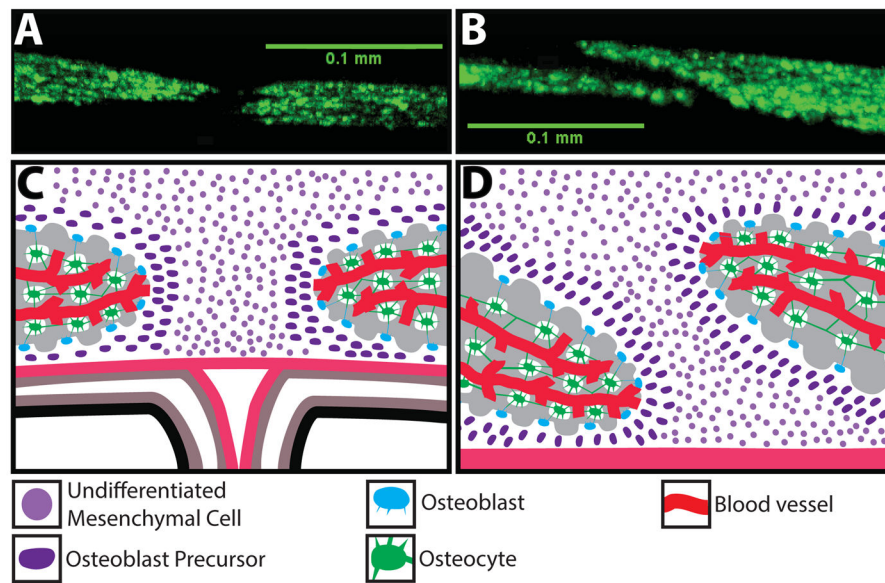 A
0.1 mm
B
0.1 mm
C
D
Undifferentiated
Mesenchymal Cell
Osteoblast
Blood vessel
Osteoblast Precursor
Osteocyte